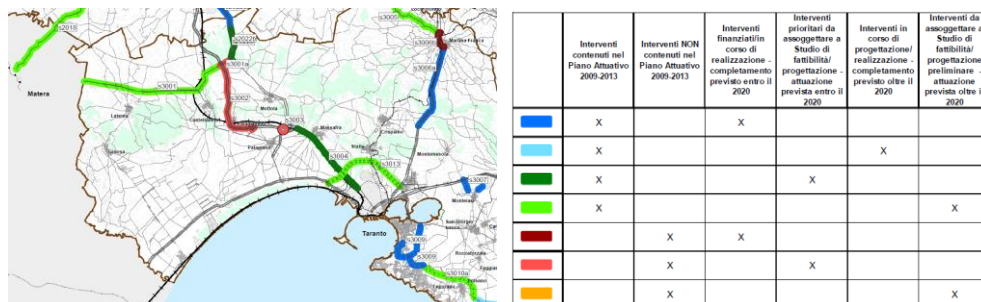 s2018
Matera
s3001
Laterza
s3001a
s3002
Mottola
s3003
Massafra
Palagiano
s3004
Statte
Crispiano
s3013
Montemesola
s3005
Martina Franca
s3006a
s3007
Taranto
s3009
s3009
s3010a
Interventi
contenuti nel
Piano Attuativo
2009-2013
Interventi NON
contenuti nel
Piano Attuativo
2009-2013
Interventi
finanziati/in
corso di
realizzazione -
completamento
previsto entro il
2020
Interventi
prioritari da
assoggettare a
Studio di
fattibilità/
progettazione -
attuazione
prevista entro il
2020
Interventi in
corso di
progettazione/
realizzazione -
completamento
previsto oltre il
2020
Interventi da
assoggettare a
Studio di
fattibilità/
progettazione
preliminare -
attuazione
prevista oltre il
2020
X X
X X
X X
X X
X X
X X
X X